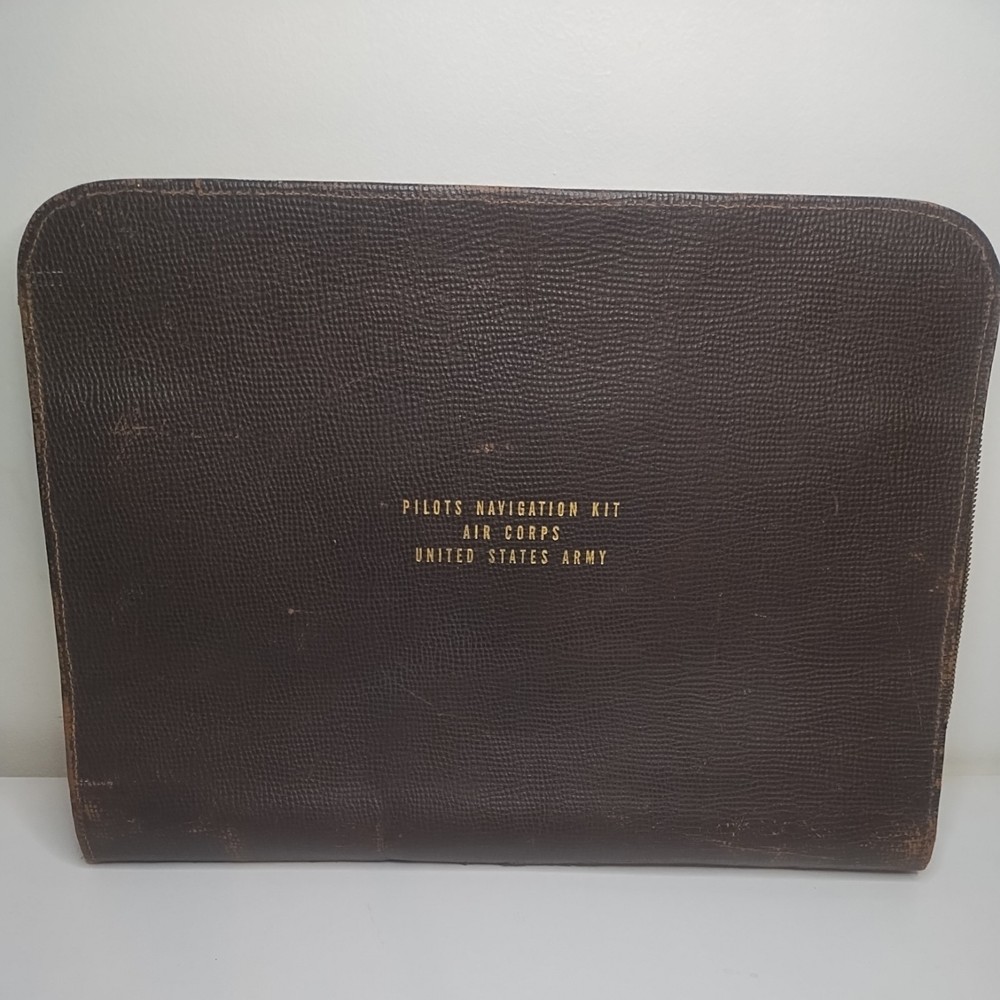 PILOTS NAVIGATION KIT
AIR CORPS
UNITED STATES ARMY